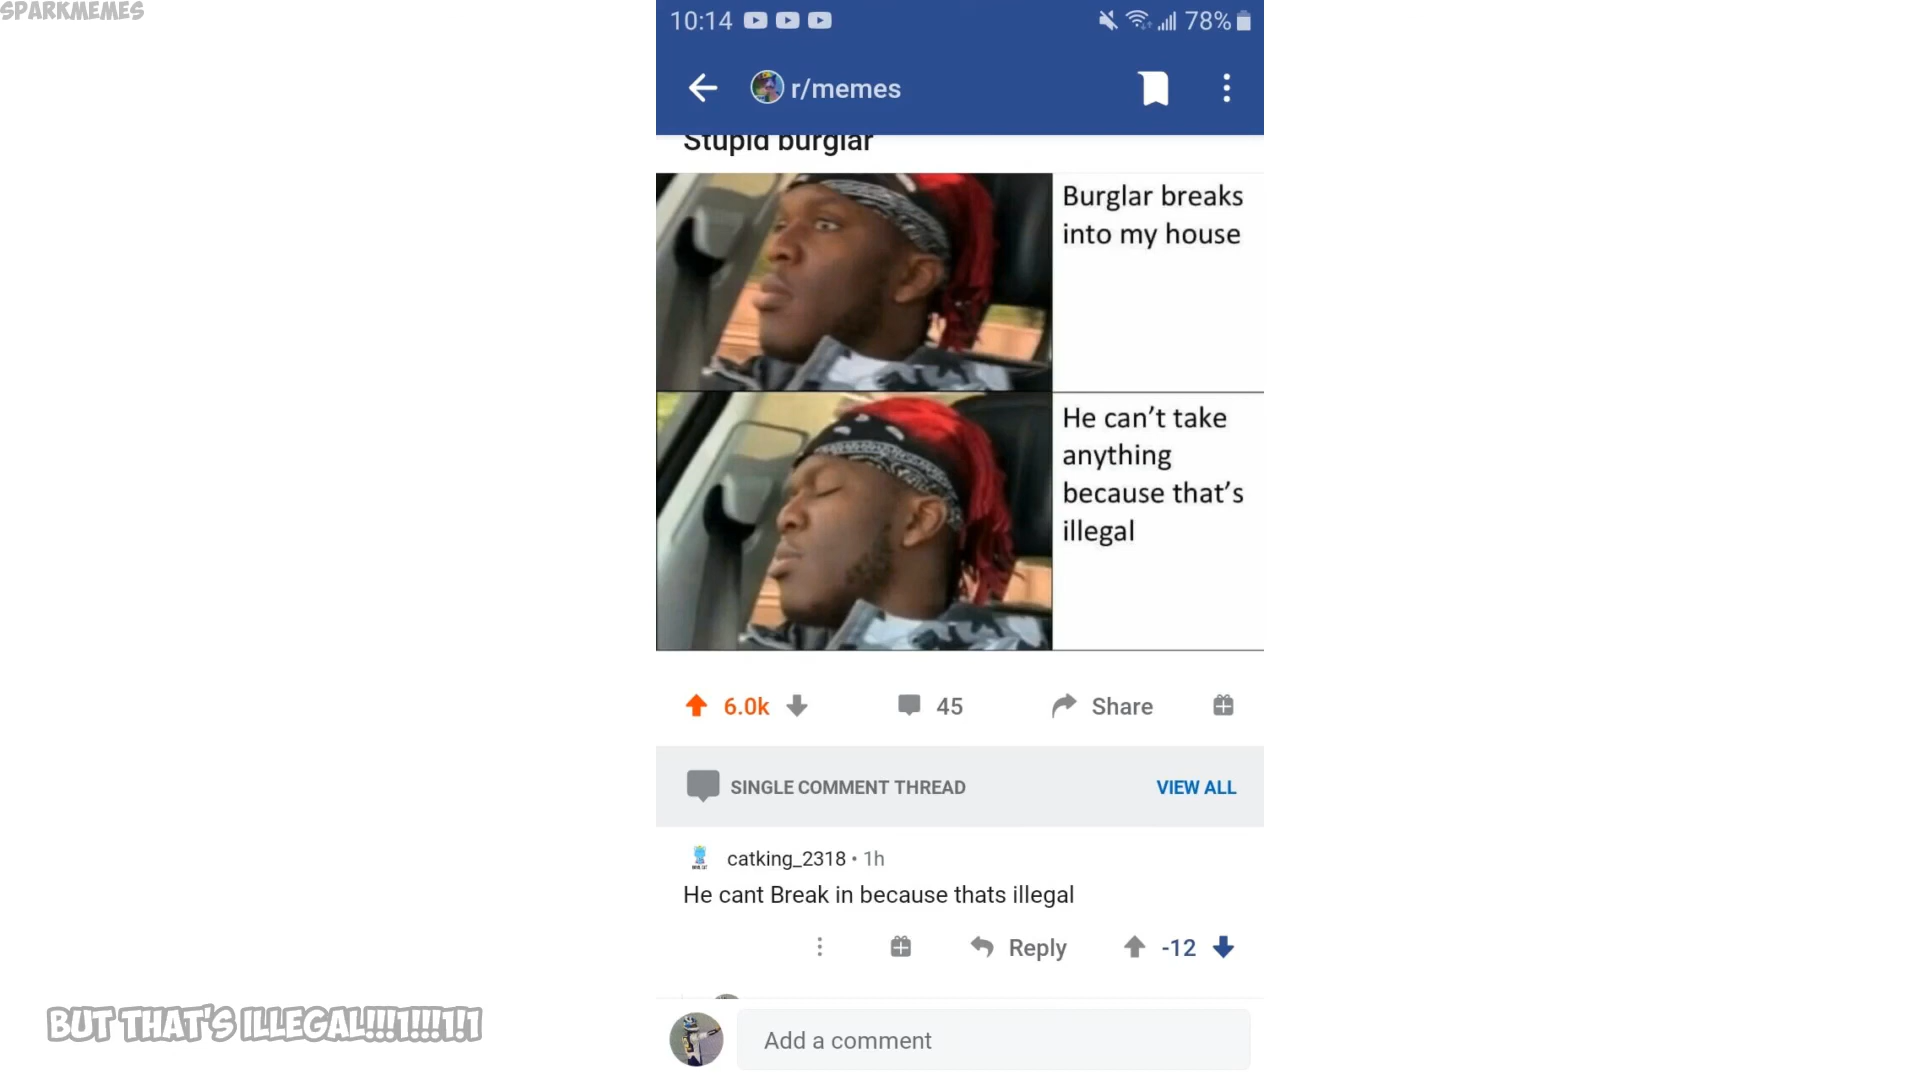 SPARKMEMES
10:14
78%
r/memes
Stupid burglar
Burglar breaks
into my house
He can't take
anything
because that's
illegal
6.0k
45
Share
SINGLE COMMENT THREAD
VIEW ALL
catking_2318 • 1h
He cant Break in because thats illegal
Reply
-12
BUT THAT'S ILLEGAL!!!1!!!1!1
Add a comment